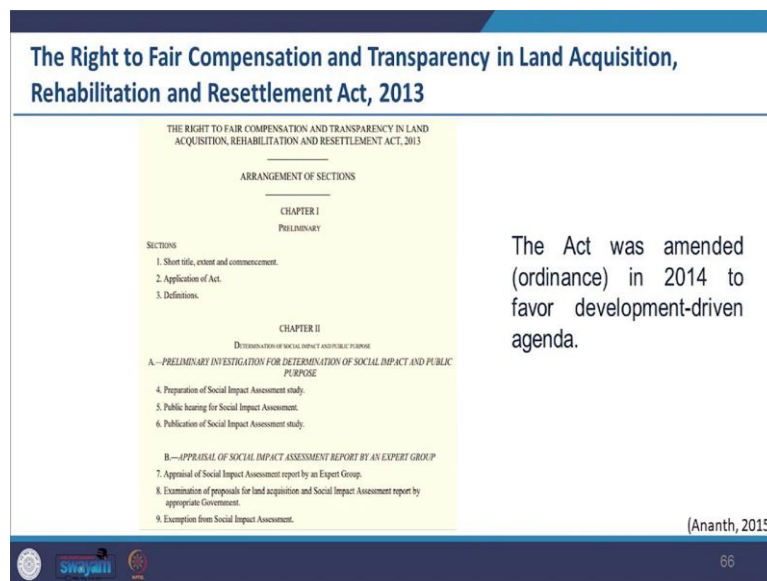 The Right to Fair Compensation and Transparency in Land Acquisition,
Rehabilitation and Resettlement Act, 2013
THE RIGHT TO FAIR COMPENSATION AND TRANSPARENCY IN LAND
ACQUISITION, REHABILITATION AND RESETTLEMENT ACT, 2013
ARRANGEMENT OF SECTIONS
CHAPTER I
PRELIMINARY
SECTIONS
1. Short title, extent and commencement.
2. Application of Act.
3. Definitions.
CHAPTER II
DETERMINATION OF SOCIAL IMPACT AND PUBLIC PURPOSE
A.—PRELIMINARY INVESTIGATION FOR DETERMINATION OF SOCIAL IMPACT AND PUBLIC
PURPOSE
4. Preparation of Social Impact Assessment study.
5. Public hearing for Social Impact Assessment.
6. Publication of Social Impact Assessment study.
B.—APPRAISAL OF SOCIAL IMPACT ASSESSMENT REPORT BY AN EXPERT GROUP
7. Appraisal of Social Impact Assessment report by an Expert Group.
8. Examination of proposals for land acquisition and Social Impact Assessment report by
appropriate Government.
9. Exemption from Social Impact Assessment.
The Act was amended
(ordinance) in 2014 to
favor development-driven
agenda.
(Ananth, 2015
swayam
66